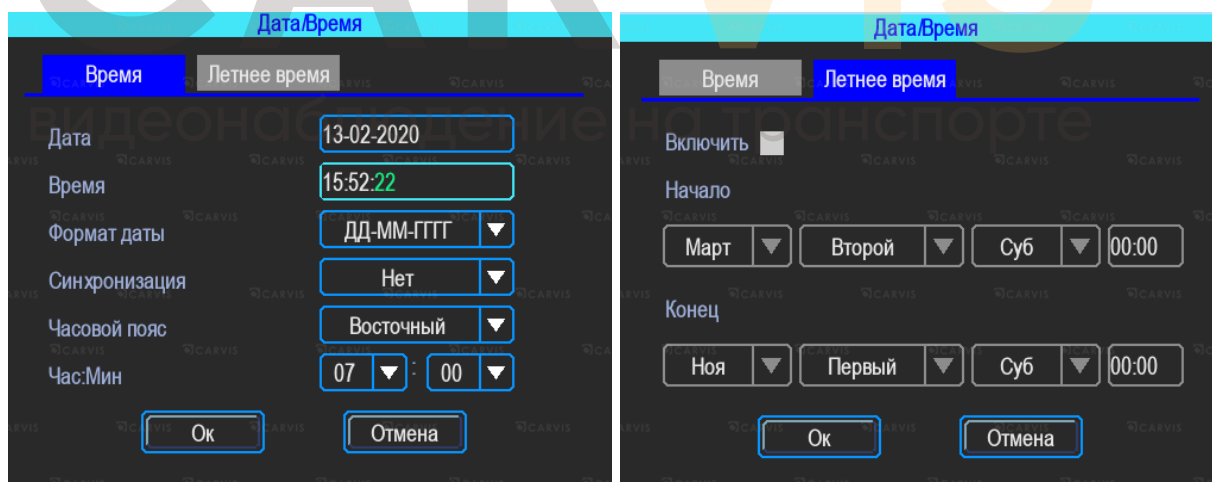 CARVIS
видеонаблюдение на транспорте
Дата/Время
Время Летнее время
Дата 13-02-2020
Время 15:52:22
Формат даты ДД-ММ-ГГГГ
Синхронизация Нет
Часовой пояс Восточный
Час:Мин 07 : 00
Ок Отмена
Дата/Время
Время Летнее время
Включить
Начало
Март Второй Суб 00:00
Конец
Ноя Первый Суб 00:00
Ок Отмена